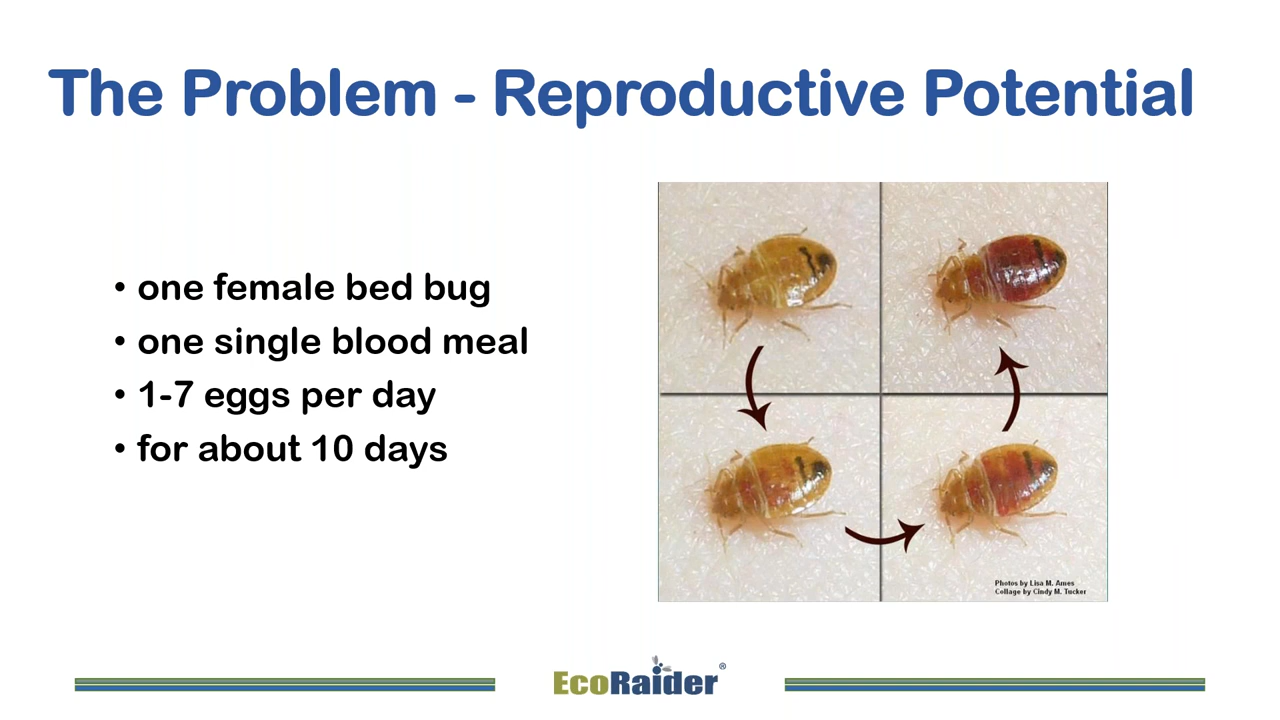 The Problem - Reproductive Potential
• one female bed bug
• one single blood meal
• 1-7 eggs per day
• for about 10 days
Photos by Lisa M. Ames
Collage by Cindy M. Tucker
EcoRaider®